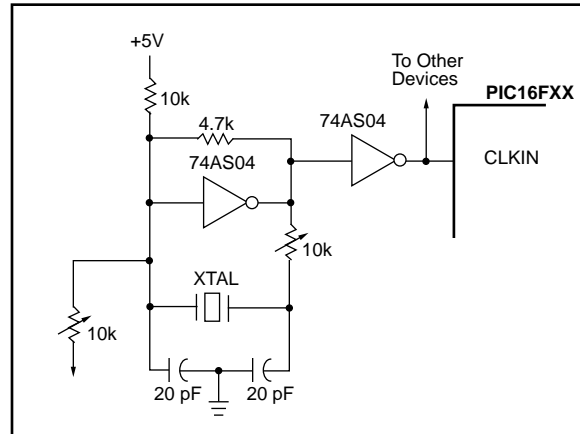 +5V
10k
4.7k
74AS04
74AS04
To Other
Devices
PIC16FXX
CLKIN
10k
XTAL
10k
20 pF
20 pF